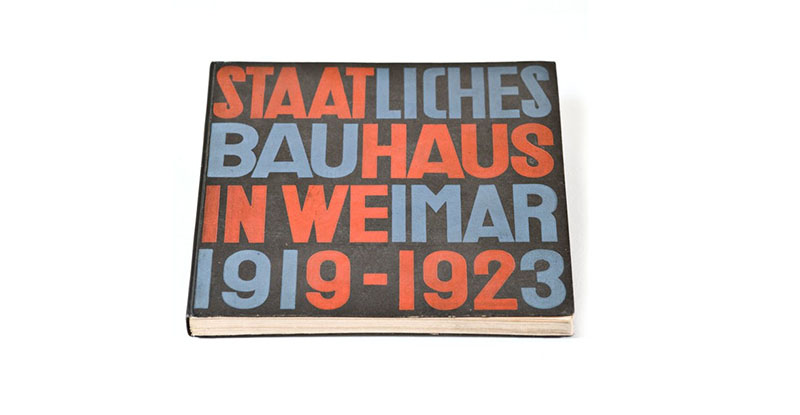 STAATLICHES
BAUHAUS
IN WEIMAR
1919-1923